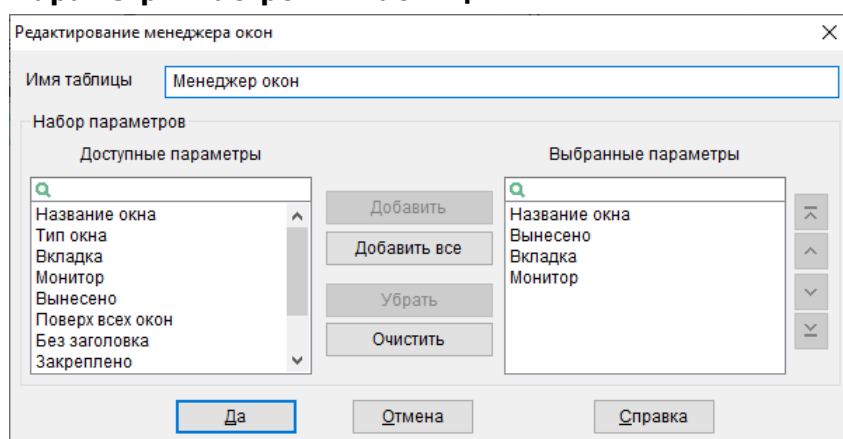 Редактирование менеджера окон
Имя таблицы
Менеджер окон
Набор параметров
Доступные параметры
Название окна
Тип окна
Вкладка
Монитор
Вынесено
Поверх всех окон
Без заголовка
Закреплено
Добавить
Добавить все
Убрать
Очистить
Выбранные параметры
Название окна
Вынесено
Вкладка
Монитор
Да
Отмена
Справка